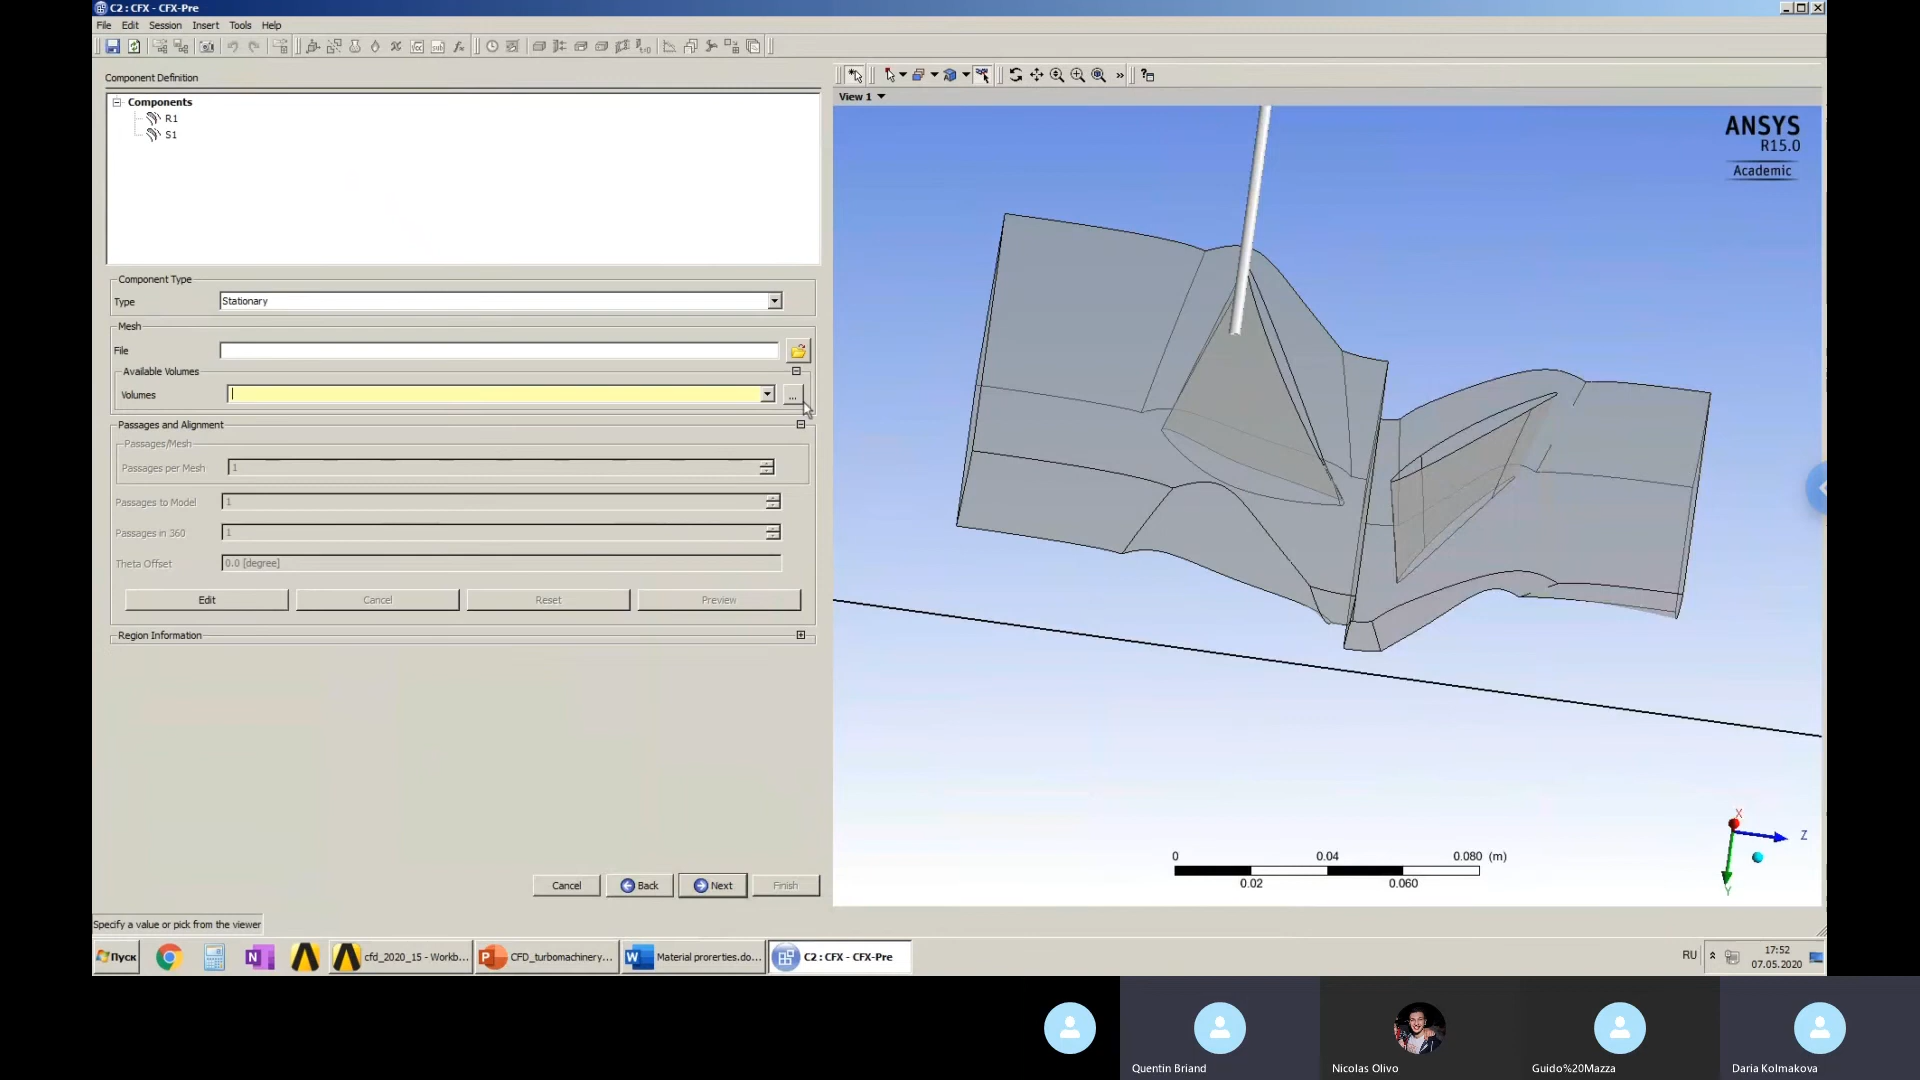 C2 : CFX - CFX-Pre
File Edit Session Insert Tools Help
Component Definition
Components
R1
S1
Component Type
Type Stationary
Mesh
File
Available Volumes
Volumes ...
Passages and Alignment
Passages/Mesh
Passages per Mesh 1
Passages to Model 1
Passages in 360 1
Theta Offset 0.0 [degree]
Edit Cancel Reset Preview
Region Information
Cancel Back Next Finish
Specify a value or pick from the viewer
View 1
ANSYS
R15.0
Academic
0 0.04 0.080 (m)
0.02 0.060
X
Z
Y
Пуск
cfd_2020_15 - Workb...
CFD_turbomachinery...
Material prorerties.do...
C2 : CFX - CFX-Pre
RU
17:52
07.05.2020
Quentin Briand
Nicolas Olivo
Guido%20Mazza
Daria Kolmakova